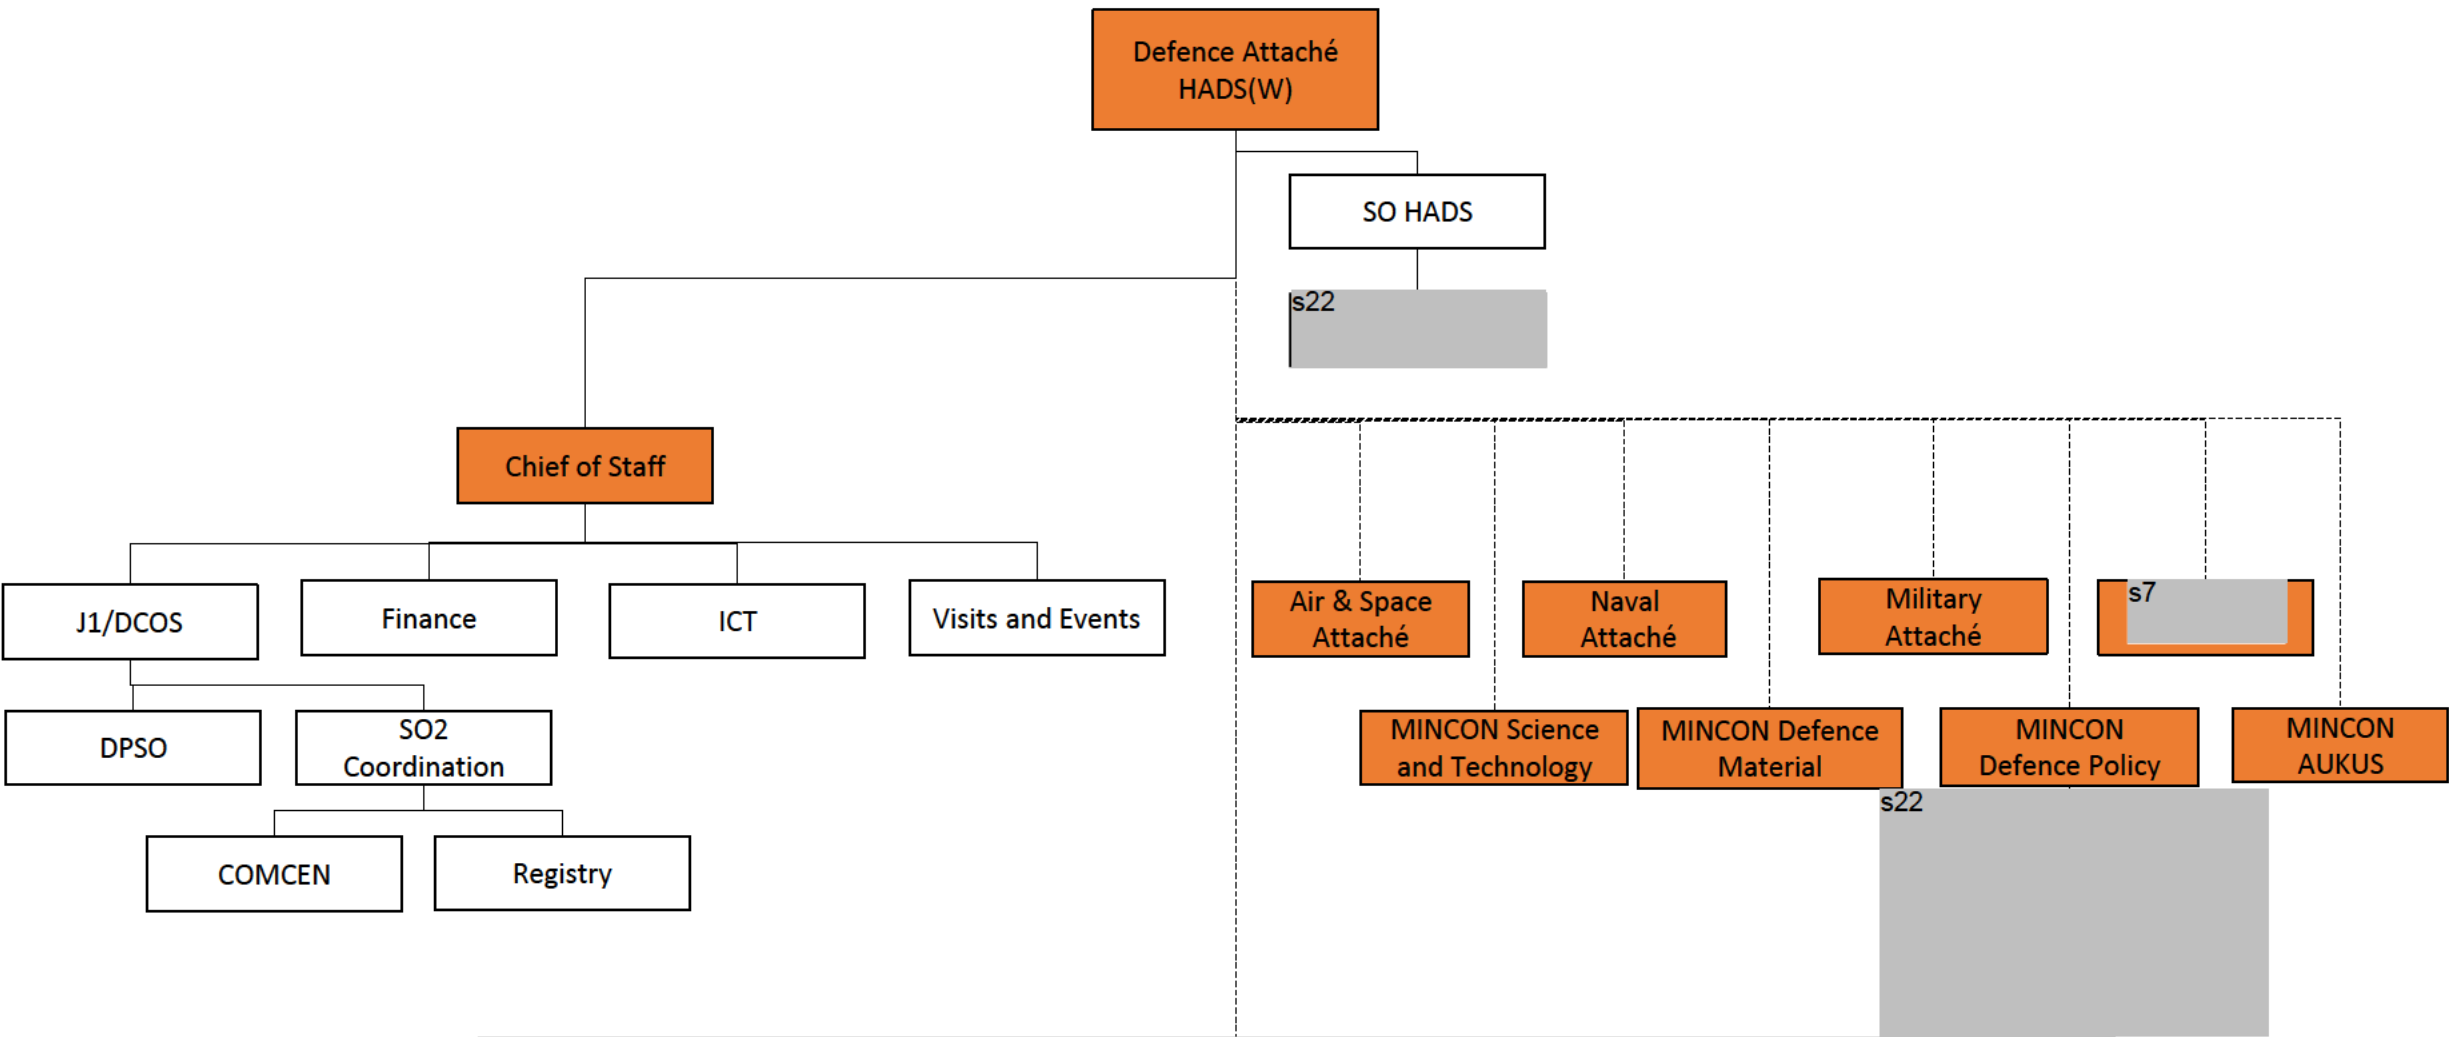 Defence Attaché
HADS(W)
SO HADS
s22
Chief of Staff
J1/DCOS
Finance
ICT
Visits and Events
Air & Space
Attaché
Naval
Attaché
Military
Attaché
s7
DPSO
SO2
Coordination
MINCON Science
and Technology
MINCON Defence
Material
MINCON
Defence Policy
MINCON
AUKUS
s22
COMCEN
Registry